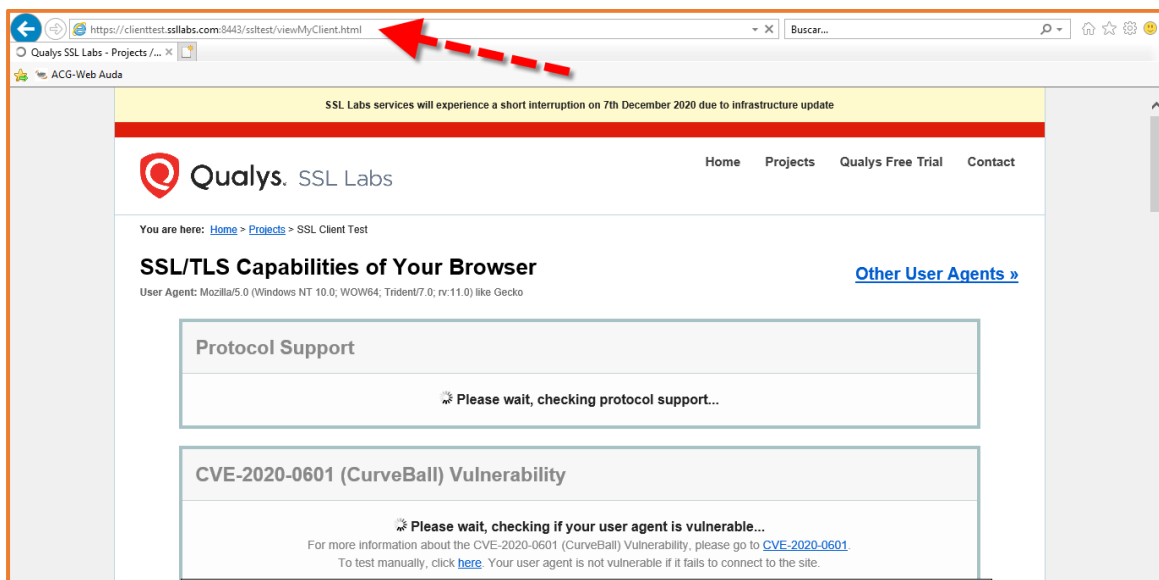 https://clienttest.ssllabs.com:8443/ssltest/viewMyClient.html
Buscar...
Qualys SSL Labs - Projects /...
ACG-Web Auda
SSL Labs services will experience a short interruption on 7th December 2020 due to infrastructure update
Qualys. SSL Labs
Home Projects Qualys Free Trial Contact
You are here: Home > Projects > SSL Client Test
SSL/TLS Capabilities of Your Browser
Other User Agents »
User Agent: Mozilla/5.0 (Windows NT 10.0; WOW64; Trident/7.0; rv:11.0) like Gecko
Protocol Support
Please wait, checking protocol support...
CVE-2020-0601 (CurveBall) Vulnerability
Please wait, checking if your user agent is vulnerable...
For more information about the CVE-2020-0601 (CurveBall) Vulnerability, please go to CVE-2020-0601.
To test manually, click here. Your user agent is not vulnerable if it fails to connect to the site.